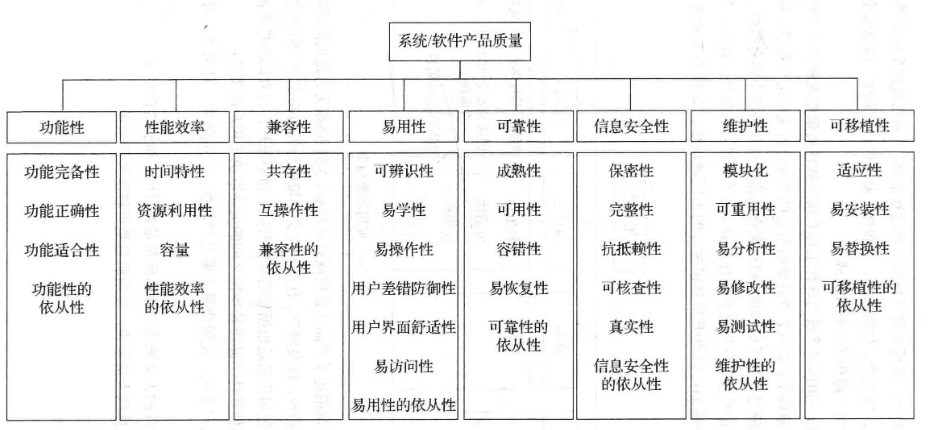 系统/软件产品质量
功能性
性能效率
兼容性
易用性
可靠性
信息安全性
维护性
可移植性
功能完备性
功能正确性
功能适合性
功能性的
依从性
时间特性
资源利用性
容量
性能效率
的依从性
共存性
互操作性
兼容性的
依从性
可辨识性
易学性
易操作性
用户差错防御性
用户界面舒适性
易访问性
易用性的依从性
成熟性
可用性
容错性
易恢复性
可靠性的
依从性
保密性
完整性
抗抵赖性
可核查性
真实性
信息安全性
的依从性
模块化
可重用性
易分析性
易修改性
易测试性
维护性的
依从性
适应性
易安装性
易替换性
可移植性的
依从性